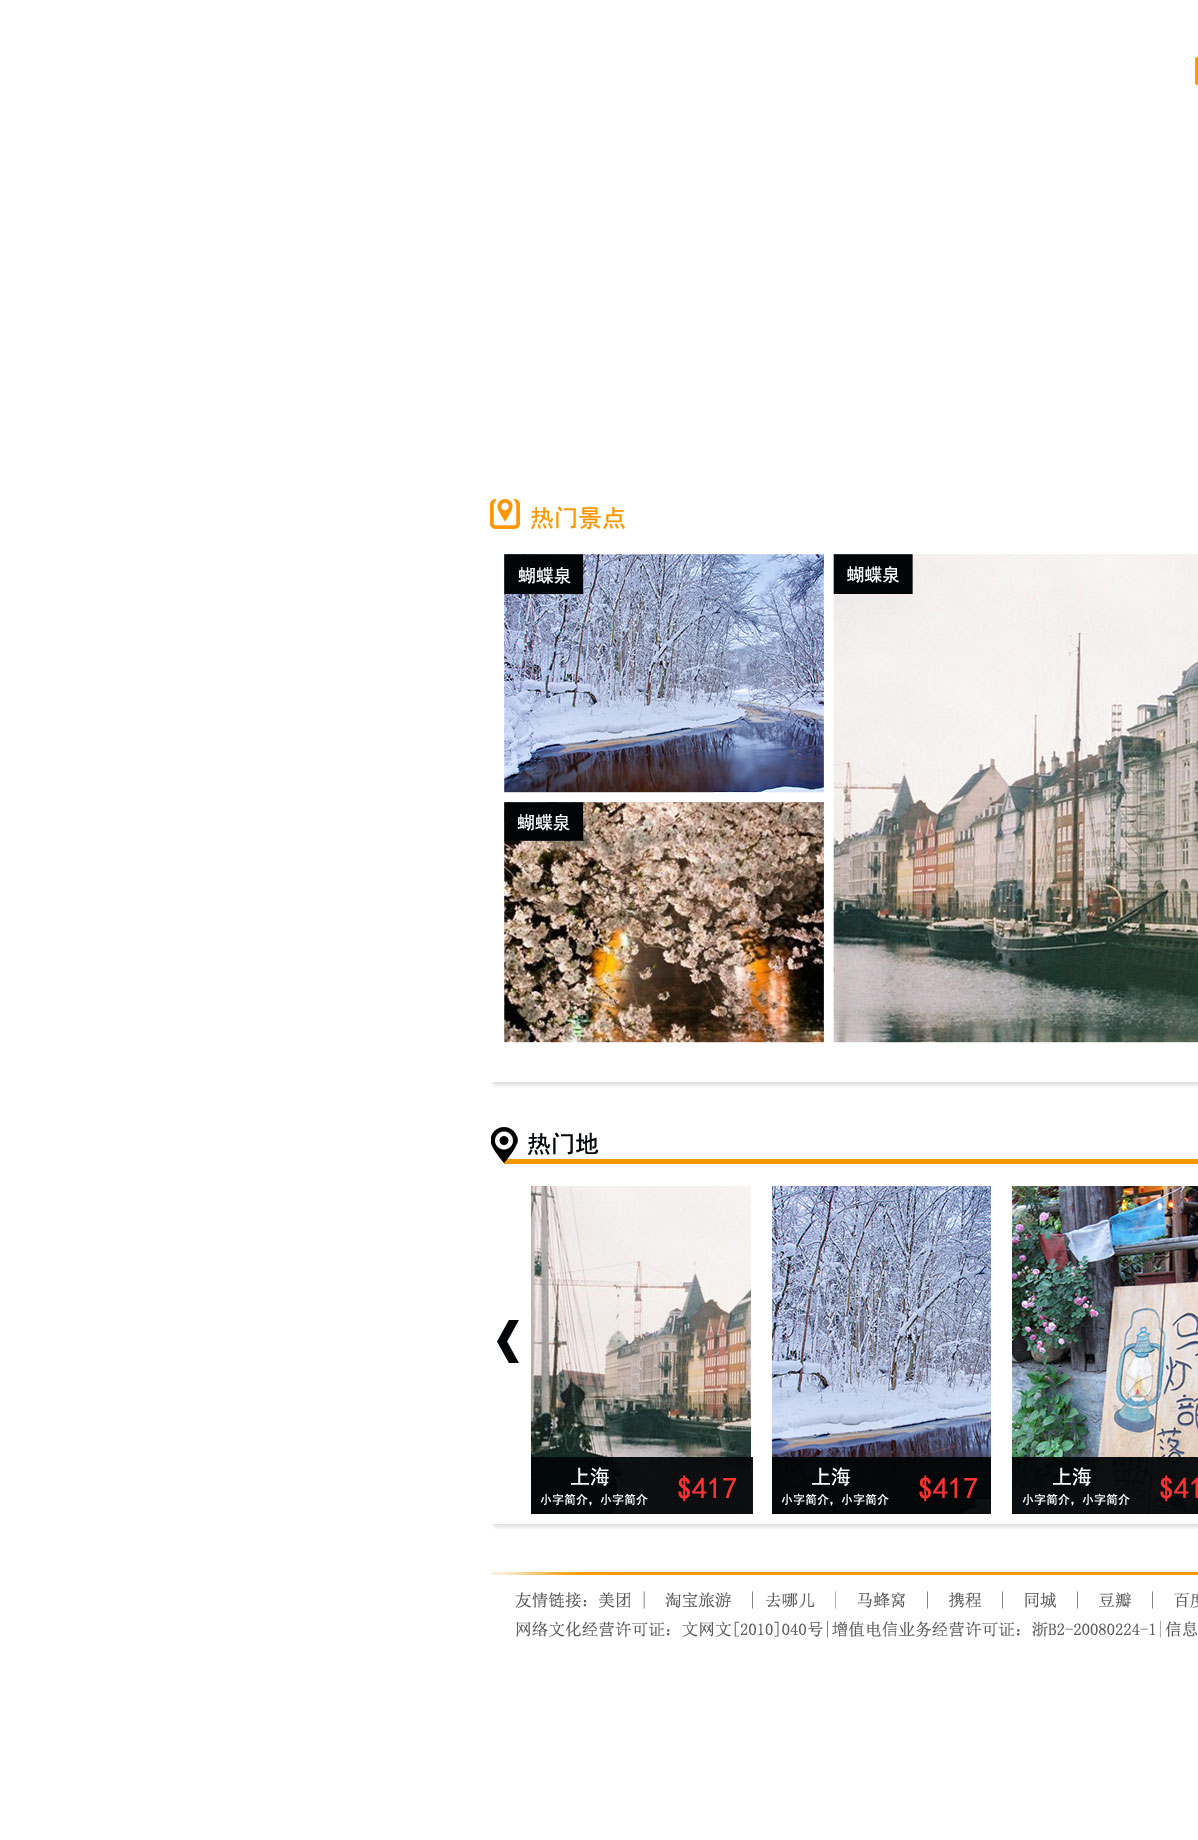 热门景点
蝴蝶泉
蝴蝶泉
蝴蝶泉
热门地
灯
部
落
上海
$417
小字简介，小字简介
上海
$417
小字简介，小字简介
上海
小字简介，小字简介
友情链接：美团 | 淘宝旅游 | 去哪儿 | 马蜂窝 | 携程 | 同城 | 豆瓣 | 百度
网络文化经营许可证：文网文[2010]040号|增值电信业务经营许可证：浙B2-20080224-1|信息